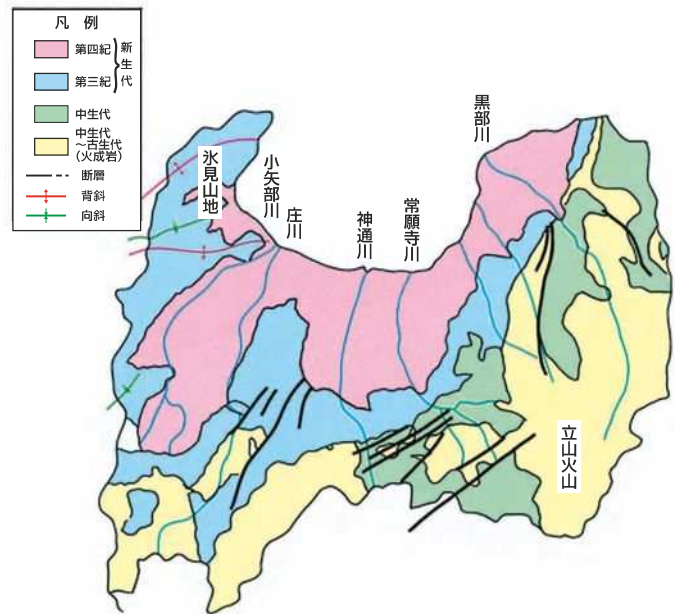 凡 例
第四紀
第三紀
新生代
中生代
中生代
～古生代
(火成岩)
断層
背斜
向斜
氷見山地
小矢部川
庄川
神通川
常願寺川
黒部川
立山火山